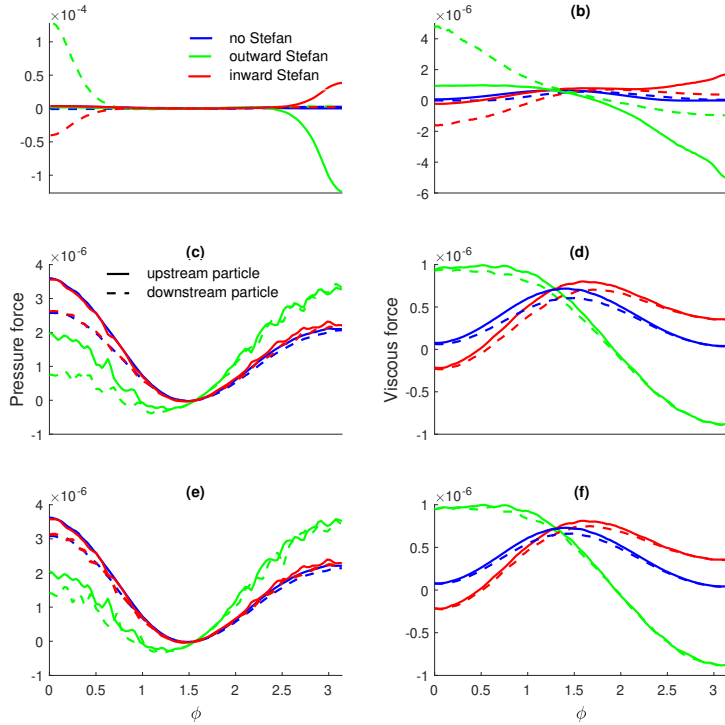 ×10-4
1
0.5
0
-0.5
-1
no Stefan
outward Stefan
inward Stefan
(b)
×10-6
4
2
0
-2
-4
-6
(c)
×10-6
4
3
2
1
0
-1
upstream particle
downstream particle
Pressure force
(d)
×10-6
1
0.5
0
-0.5
-1
Viscous force
(e)
×10-6
4
3
2
1
0
-1
0 0.5 1 1.5 2 2.5 3
ϕ
(f)
×10-6
1
0.5
0
-0.5
-1
0 0.5 1 1.5 2 2.5 3
ϕ